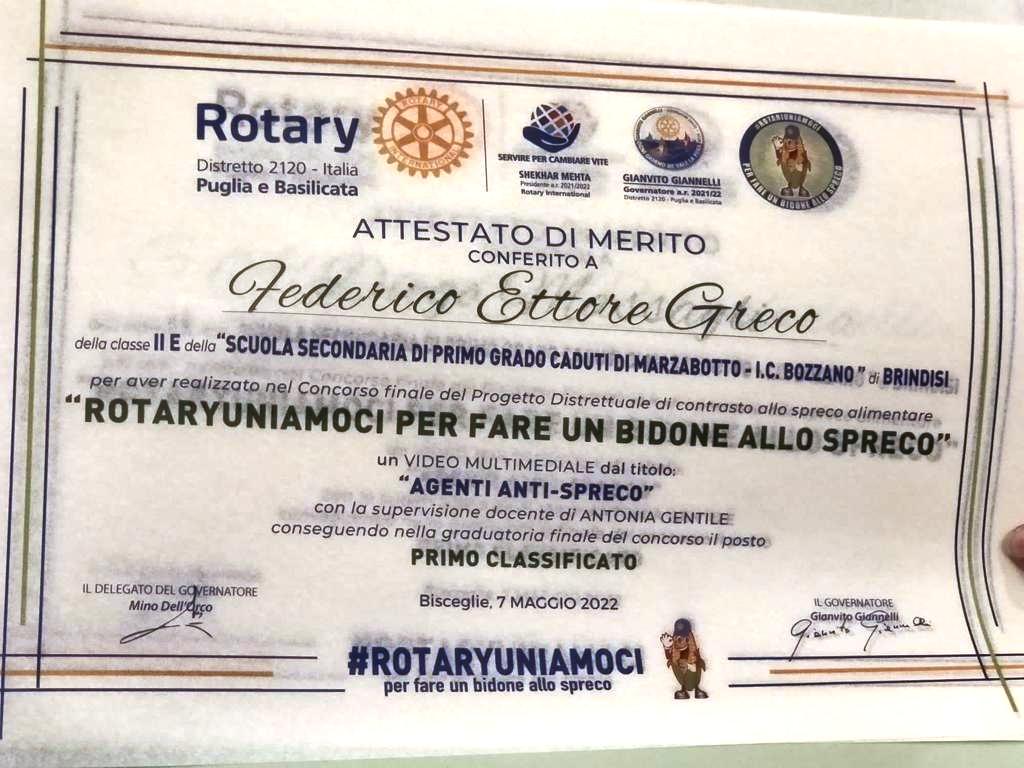 Rotary
Distretto 2120 - Italia
Puglia e Basilicata
ROTARY
INTERNATIONAL
SERVIRE PER CAMBIARE VITE
SHEKHAR MEHTA
Presidente a.r. 2021/2022
Rotary International
GIANVITO GIANNELLI
Governatore a.r. 2021/22
Distretto 2120 - Puglia e Basilicata
#ROTARYUNIAMOCI
PER FARE UN BIDONE ALLO SPRECO
ATTESTATO DI MERITO
CONFERITO A
Federico Ettore Greco
della classe II E della "SCUOLA SECONDARIA DI PRIMO GRADO CADUTI DI MARZABOTTO - I.C. BOZZANO" di BRINDISI
per aver realizzato nel Concorso finale del Progetto Distrettuale di contrasto allo spreco alimentare
"ROTARYUNIAMOCI PER FARE UN BIDONE ALLO SPRECO"
un VIDEO MULTIMEDIALE dal titolo:
"AGENTI ANTI-SPRECO"
con la supervisione docente di ANTONIA GENTILE
conseguendo nella graduatoria finale del concorso il posto
PRIMO CLASSIFICATO
IL DELEGATO DEL GOVERNATORE
Mino Dell'Orco
Bisceglie, 7 MAGGIO 2022
IL GOVERNATORE
Gianvito Giannelli
Gianvito Giannelli
#ROTARYUNIAMOCI
per fare un bidone allo spreco